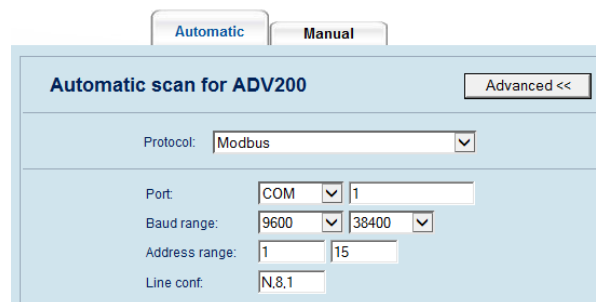 Automatic Manual
Automatic scan for ADV200 Advanced <<
Protocol: Modbus
Port: COM 1
Baud range: 9600 38400
Address range: 1 15
Line conf: N,8,1